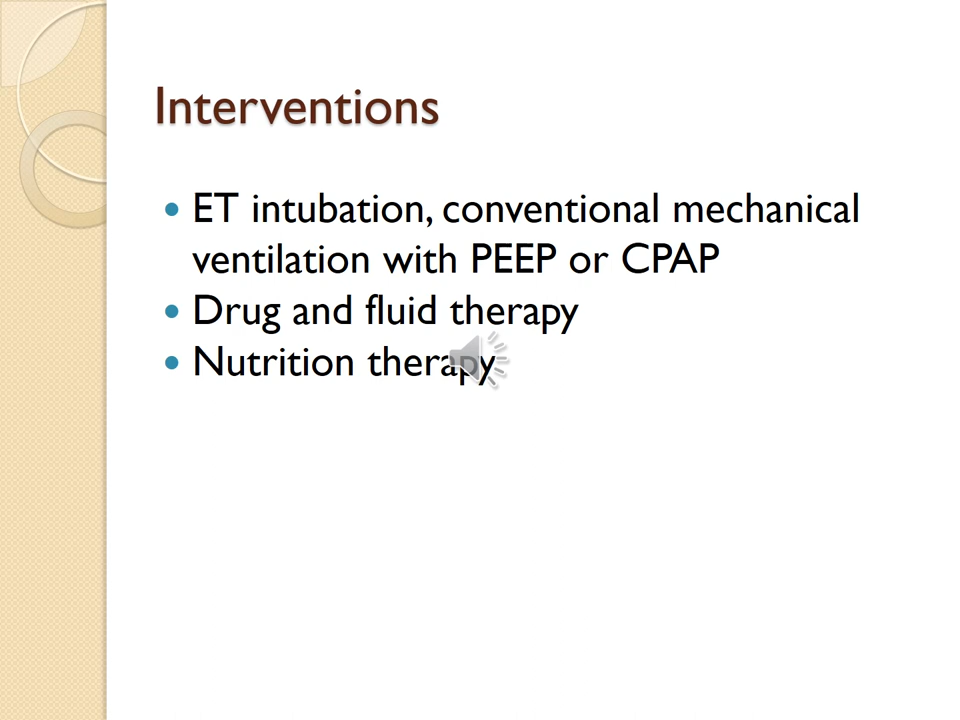 Interventions
• ET intubation, conventional mechanical
ventilation with PEEP or CPAP
• Drug and fluid therapy
• Nutrition therapy